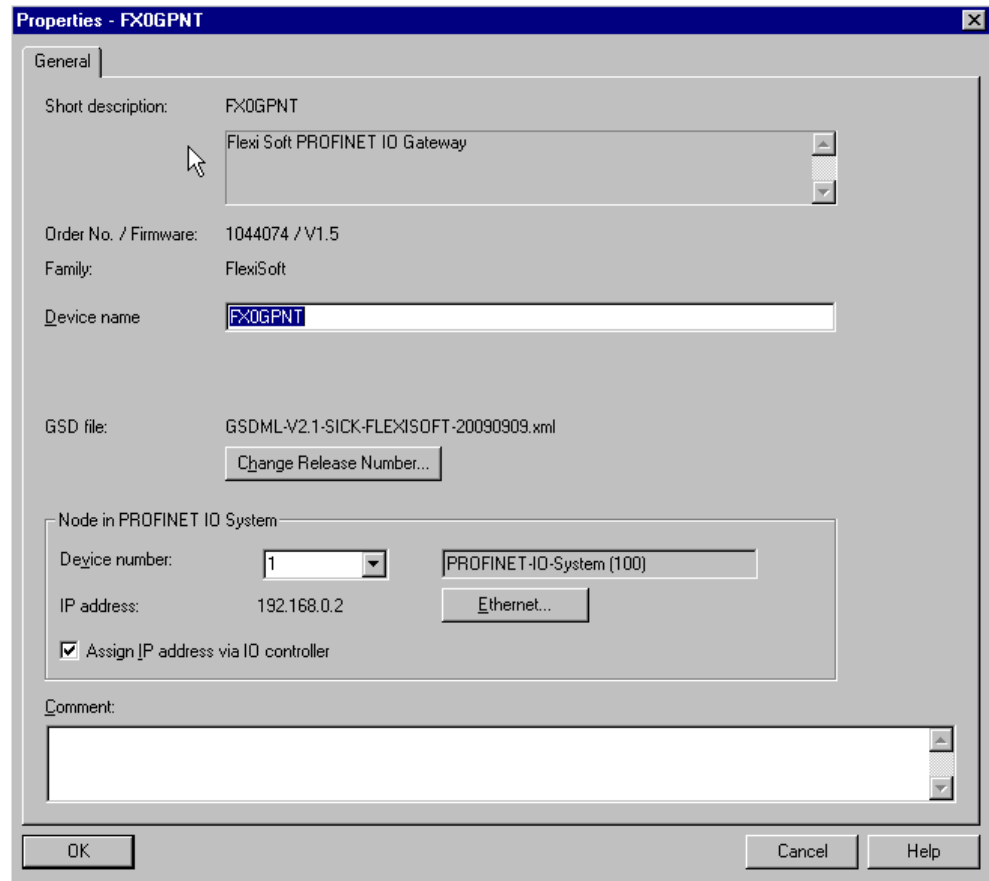 Properties - FX0GPNT
General
Short description: FX0GPNT
Flexi Soft PROFINET IO Gateway
Order No. / Firmware: 1044074 / V1.5
Family: FlexiSoft
Device name FX0GPNT
GSD file: GSDML-V2.1-SICK-FLEXISOFT-20090909.xml
Change Release Number...
Node in PROFINET IO System
Device number: 1 PROFINET-IO-System (100)
IP address: 192.168.0.2 Ethernet...
Assign IP address via IO controller
Comment:
OK Cancel Help